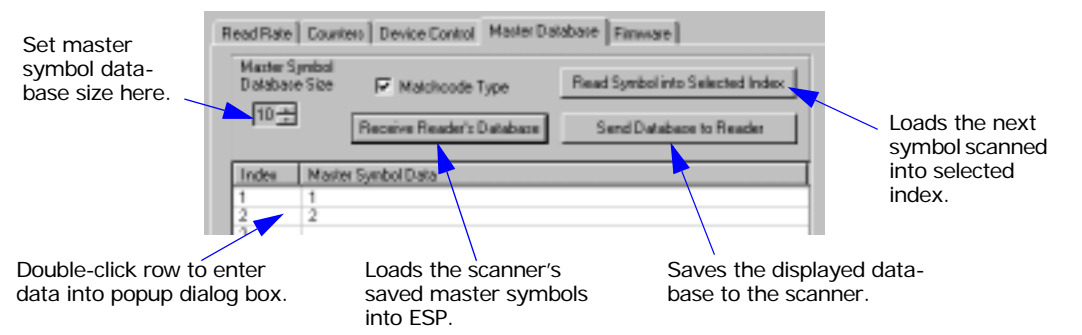 Set master
symbol data-
base size here.
Read Rate Counters Device Control Master Database Firmware
Master Symbol
Database Size
Matchcode Type
Read Symbol into Selected Index
10
Receive Reader's Database
Send Database to Reader
Loads the next
symbol scanned
into selected
index.
Index Master Symbol Data
1 1
2 2
Double-click row to enter
data into popup dialog box.
Loads the scanner's
saved master symbols
into ESP.
Saves the displayed data-
base to the scanner.